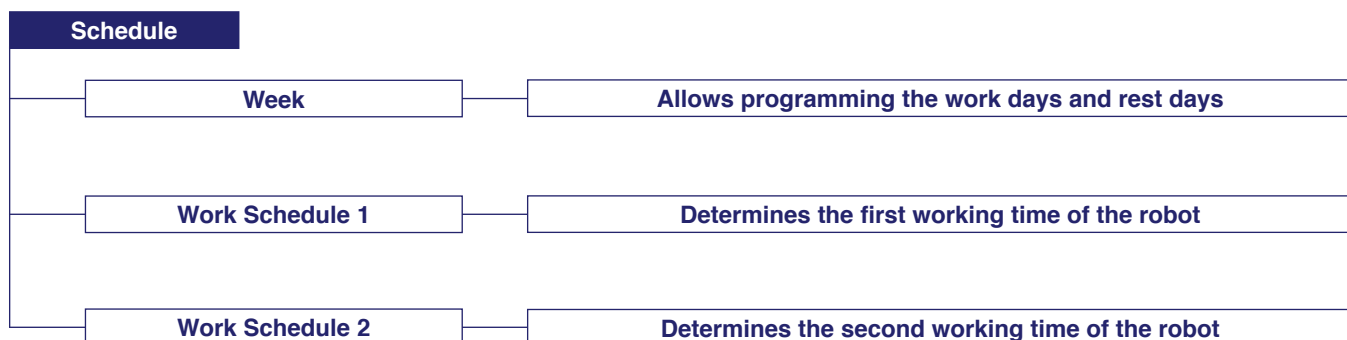 Schedule
Week
Allows programming the work days and rest days
Work Schedule 1
Determines the first working time of the robot
Work Schedule 2
Determines the second working time of the robot